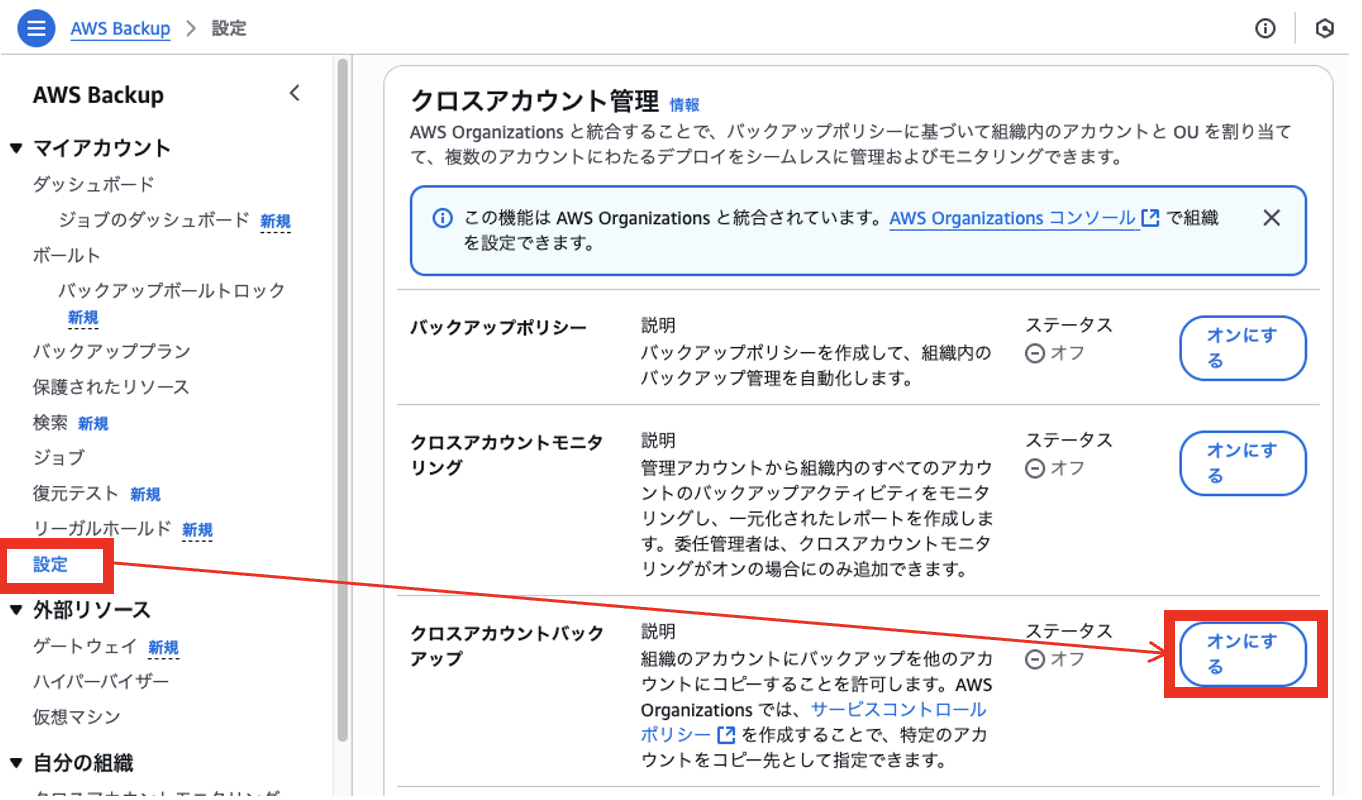 AWS Backup > 設定
AWS Backup
マイアカウント
ダッシュボード
ジョブのダッシュボード 新規
ボールト
バックアップボールトロック
新規
バックアッププラン
保護されたリソース
検索 新規
ジョブ
復元テスト 新規
リーガルホールド 新規
設定
外部リソース
ゲートウェイ 新規
ハイパーバイザー
仮想マシン
自分の組織
クロスアカウントモニタリング
クロスアカウント管理 情報
AWS Organizations と統合することで、バックアップポリシーに基づいて組織内のアカウントと OU を割り当て
て、複数のアカウントにわたるデプロイをシームレスに管理およびモニタリングできます。
この機能は AWS Organizations と統合されています。AWS Organizations コンソール で組織
を設定できます。
バックアップポリシー
説明
バックアップポリシーを作成して、組織内の
バックアップ管理を自動化します。
ステータス
オフ
オンにす
る
クロスアカウントモニタ
リング
説明
管理アカウントから組織内のすべてのアカウ
ントのバックアップアクティビティをモニタ
リングし、一元化されたレポートを作成しま
す。委任管理者は、クロスアカウントモニタ
リングがオンの場合にのみ追加できます。
ステータス
オフ
オンにす
る
クロスアカウントバック
アップ
説明
組織のアカウントにバックアップを他のアカ
ウントにコピーすることを許可します。AWS
Organizations では、サービスコントロール
ポリシー を作成することで、特定のアカ
ウントをコピー先として指定できます。
ステータス
オフ
オンにす
る